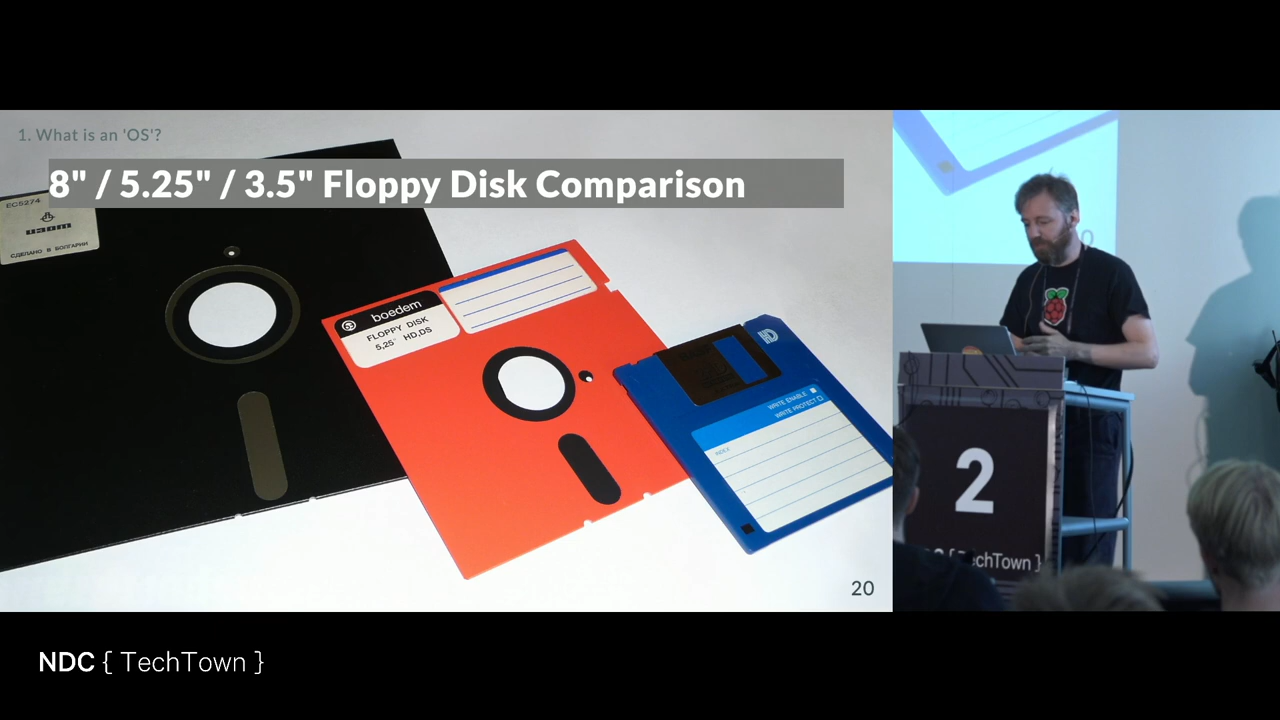 1. What is an 'OS'?
8" / 5.25" / 3.5" Floppy Disk Comparison
EC5274
СДЕЛАНО В БОЛГАРИИ
boedem
FLOPPY DISK
5,25" HD,DS
HD
WRITE ENABLE
WRITE PROTECT
INDEX
20
2
TechTown }
NDC { TechTown }